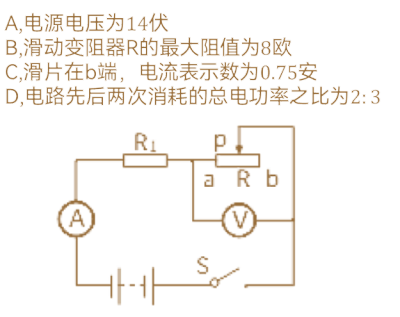 A,电源电压为14伏
B,滑动变阻器R的最大阻值为8欧
C,滑片在b端，电流表示数为0.75安
D,电路先后两次消耗的总电功率之比为2:3
R1 p
a R b
A V
S